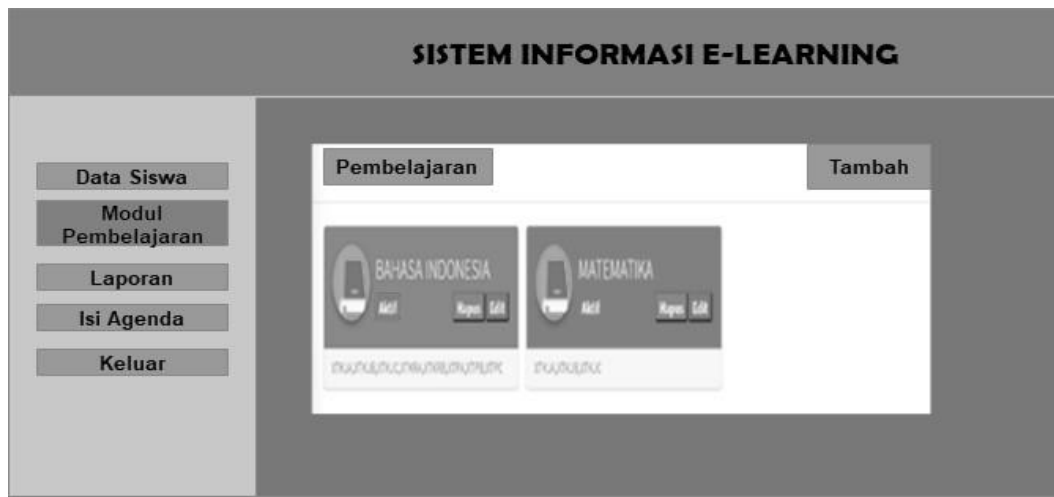 SISTEM INFORMASI E-LEARNING
Data Siswa
Modul
Pembelajaran
Laporan
Isi Agenda
Keluar
Pembelajaran
Tambah
BAHASA INDONESIA
Aktif
Hapus Edit
MATEMATIKA
Aktif
Hapus Edit